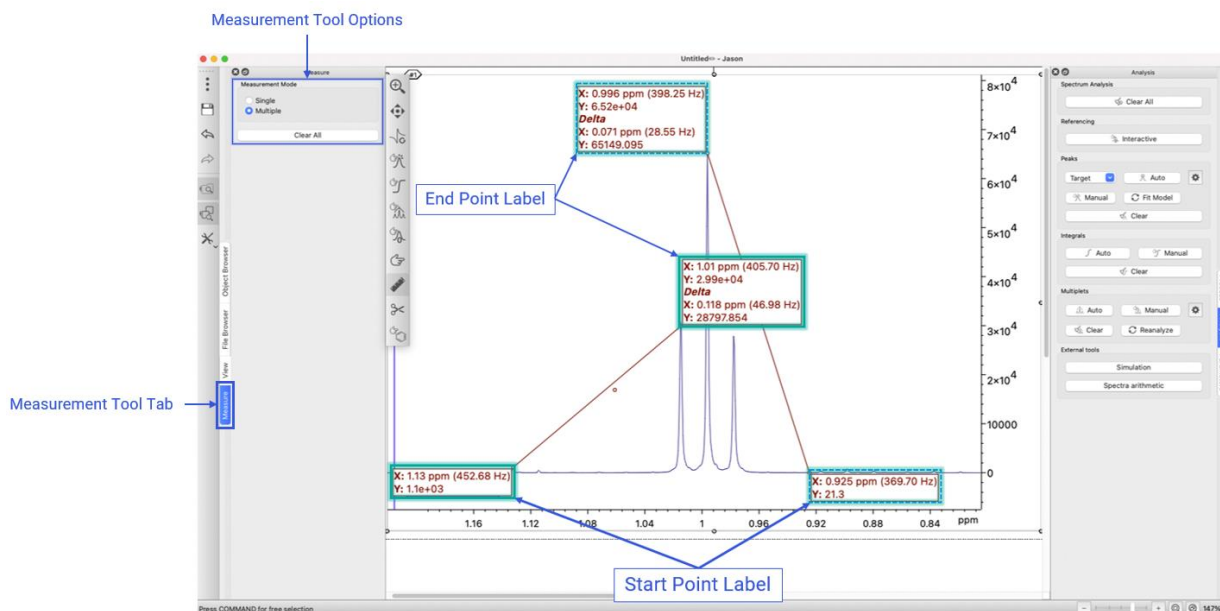 Measurement Tool Options
Untitled — Jason
Measure
Measurement Mode
Single
Multiple
Clear All
Object Browser
File Browser
View
Measure
Measurement Tool Tab
#1
X: 0.996 ppm (398.25 Hz)
Y: 6.52e+04
Delta
X: 0.071 ppm (28.55 Hz)
Y: 65149.095
End Point Label
X: 1.01 ppm (405.70 Hz)
Y: 2.99e+04
Delta
X: 0.118 ppm (46.98 Hz)
Y: 28797.854
X: 1.13 ppm (452.68 Hz)
Y: 1.1e+03
X: 0.925 ppm (369.70 Hz)
Y: 21.3
8×10⁴
7×10⁴
6×10⁴
5×10⁴
4×10⁴
3×10⁴
2×10⁴
10000
0
1.16 1.12 1.08 1.04 1 0.96 0.92 0.88 0.84 ppm
Start Point Label
Analysis
Spectrum Analysis
Clear All
Referencing
Interactive
Peaks
Target Auto
Manual Fit Model
Clear
Integrals
Auto Manual
Clear
Multiplets
Auto Manual
Clear Reanalyze
External tools
Simulation
Spectra arithmetic
Press COMMAND for free selection
147%